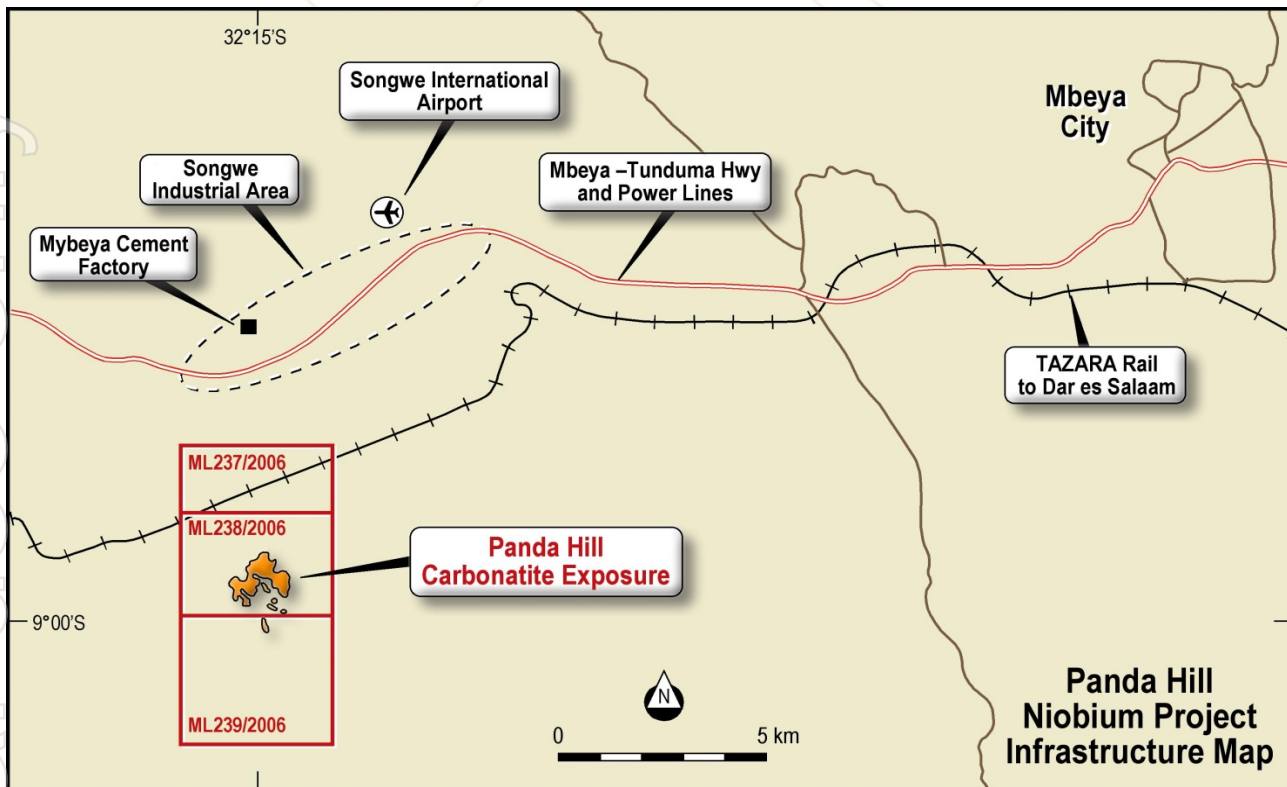 32°15'S
Songwe International
Airport
Mbeya
City
Songwe
Industrial Area
Mbeya –Tunduma Hwy
and Power Lines
Mybeya Cement
Factory
TAZARA Rail
to Dar es Salaam
ML237/2006
ML238/2006
Panda Hill
Carbonatite Exposure
9°00'S
ML239/2006
N
0 5 km
Panda Hill
Niobium Project
Infrastructure Map